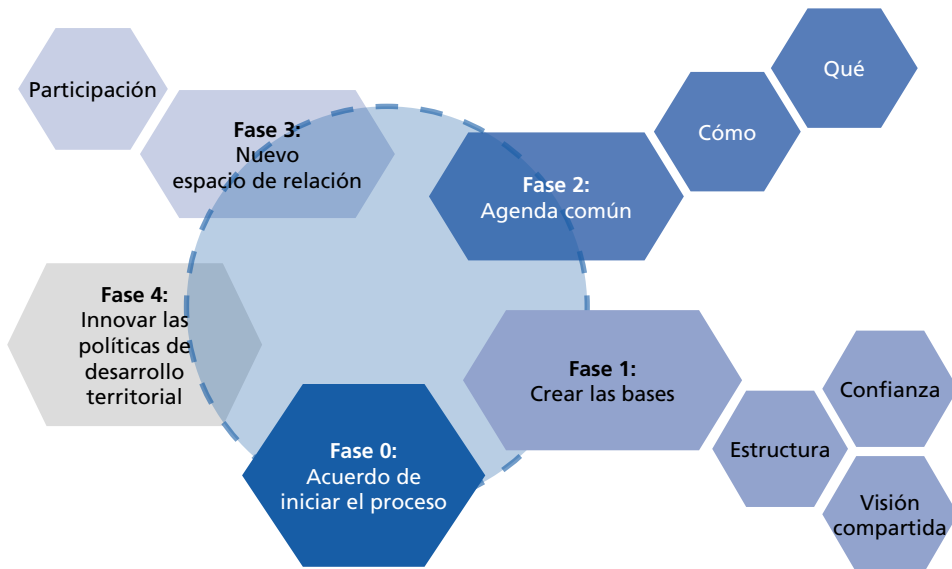 Participación
Fase 3:
Nuevo
espacio de relación
Qué
Cómo
Fase 2:
Agenda común
Fase 4:
Innovar las
políticas de
desarrollo
territorial
Fase 1:
Crear las bases
Confianza
Estructura
Visión
compartida
Fase 0:
Acuerdo de
iniciar el proceso